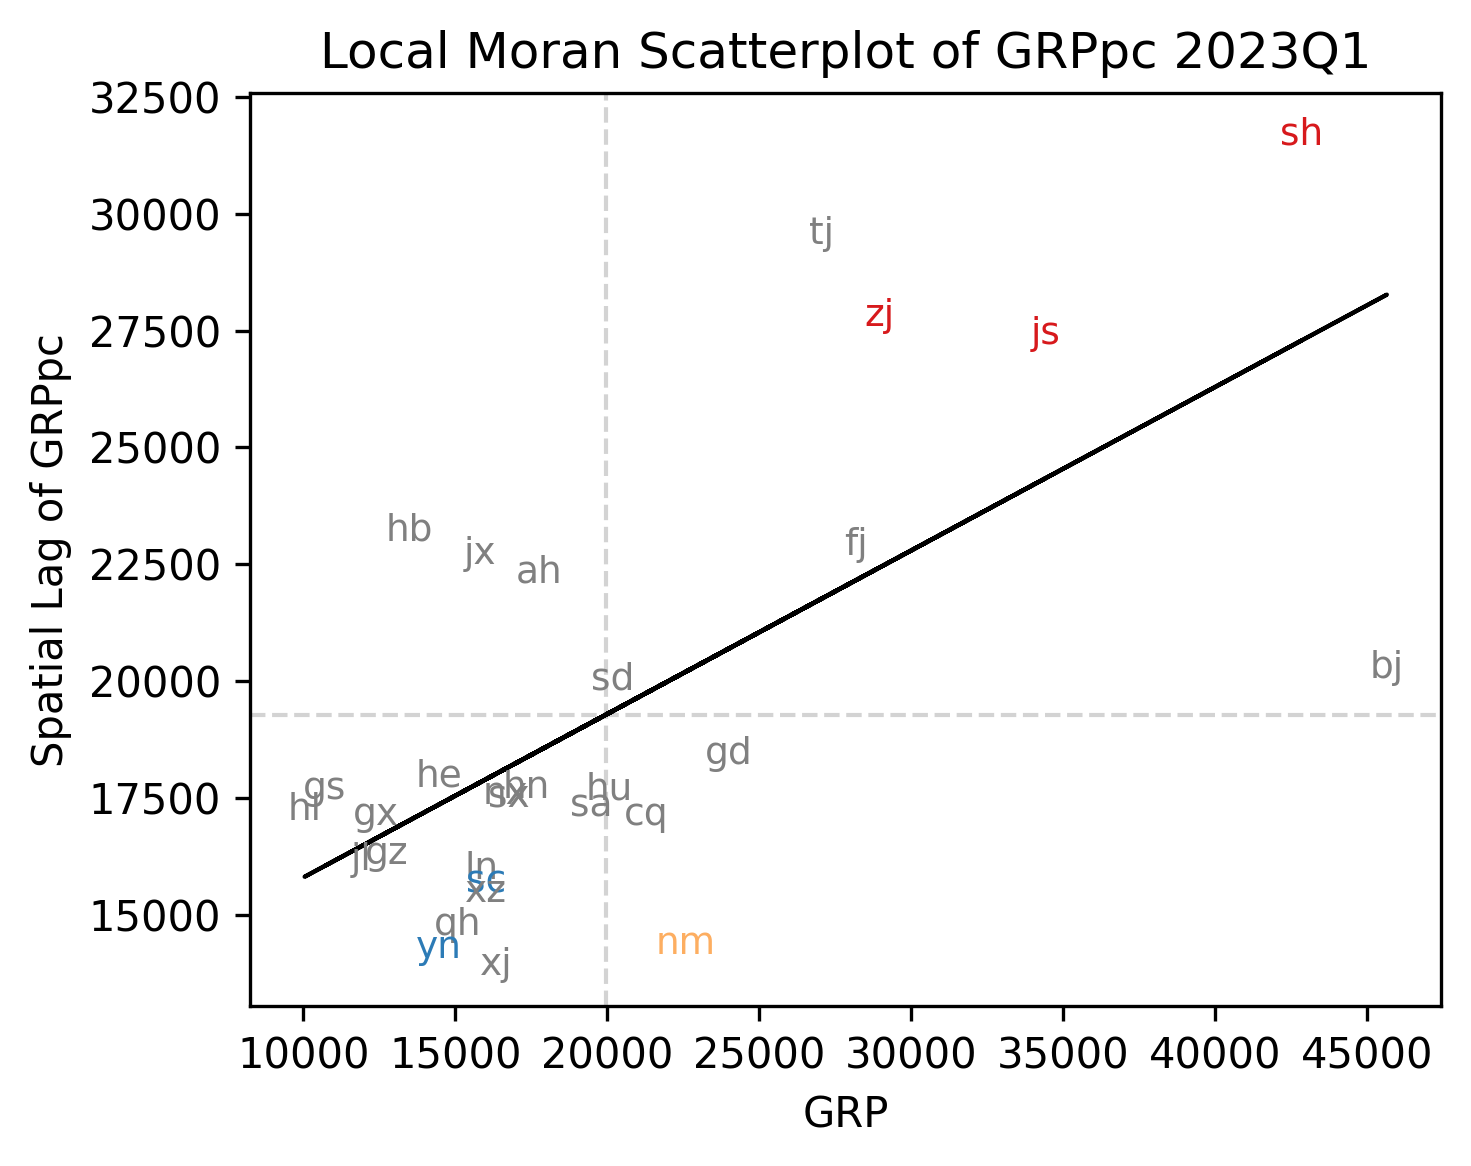 Local Moran Scatterplot of GRPpc 2023Q1
32500
30000
27500
25000
22500
20000
17500
15000
Spatial Lag of GRPpc
sh
tj
zj
js
hb
jx
ah
fj
sd
bj
gd
he
gs
hl
gx
hn
sx
hu
sa
cq
jl
gz
ln
sc
xz
qh
yn
xj
nm
10000 15000 20000 25000 30000 35000 40000 45000
GRP